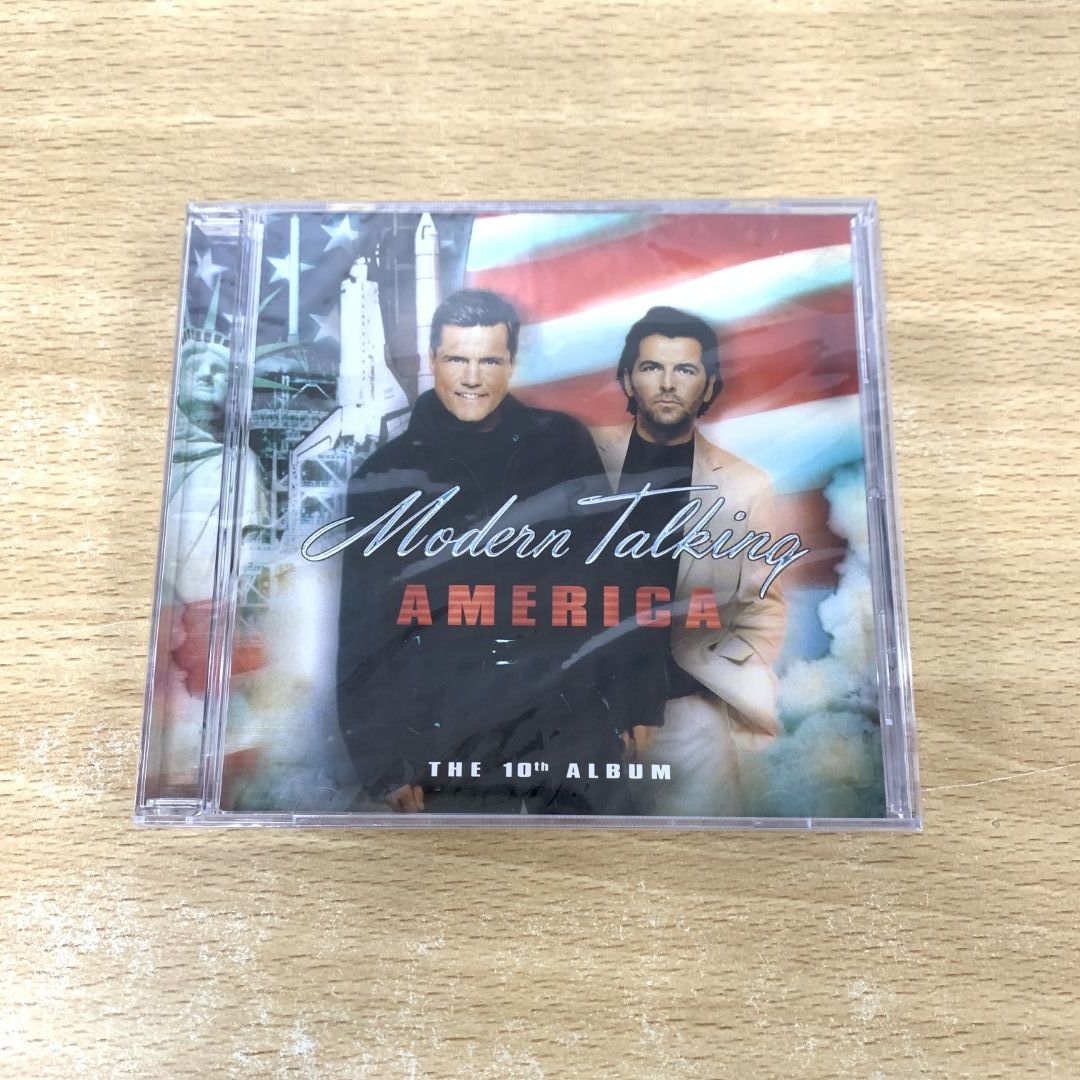 Modern Talking
AMERICA
THE 10th ALBUM